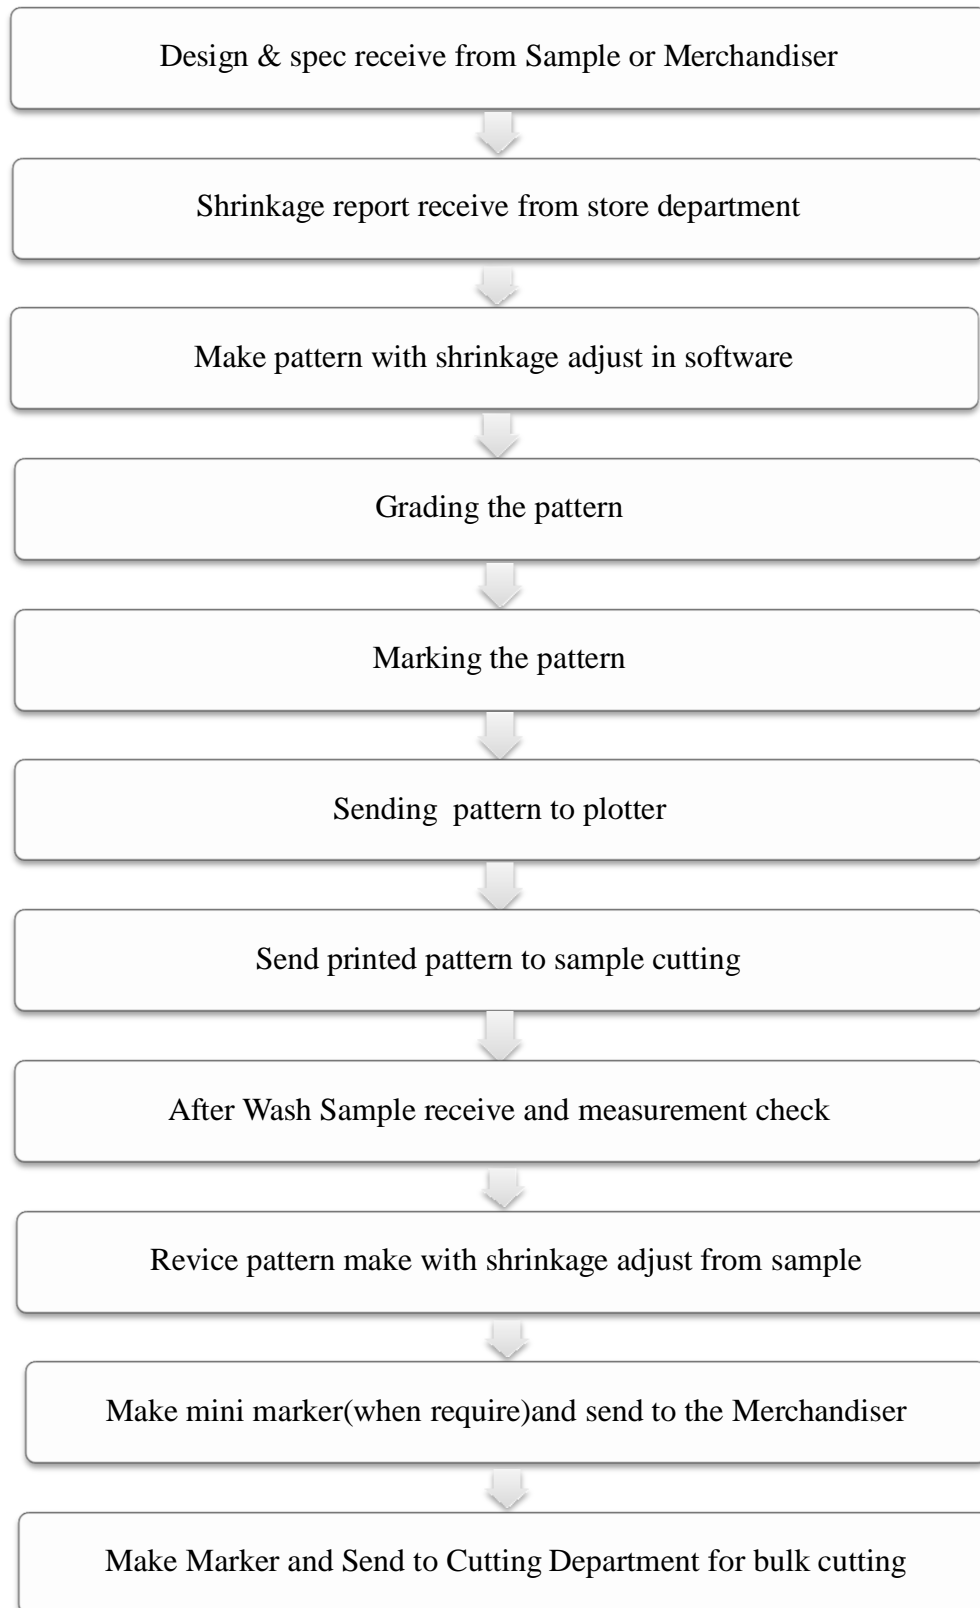 Design & spec receive from Sample or Merchandiser
Shrinkage report receive from store department
Make pattern with shrinkage adjust in software
Grading the pattern
Marking the pattern
Sending  pattern to plotter
Send printed pattern to sample cutting
After Wash Sample receive and measurement check
Revice pattern make with shrinkage adjust from sample
Make mini marker(when require)and send to the Merchandiser
Make Marker and Send to Cutting Department for bulk cutting